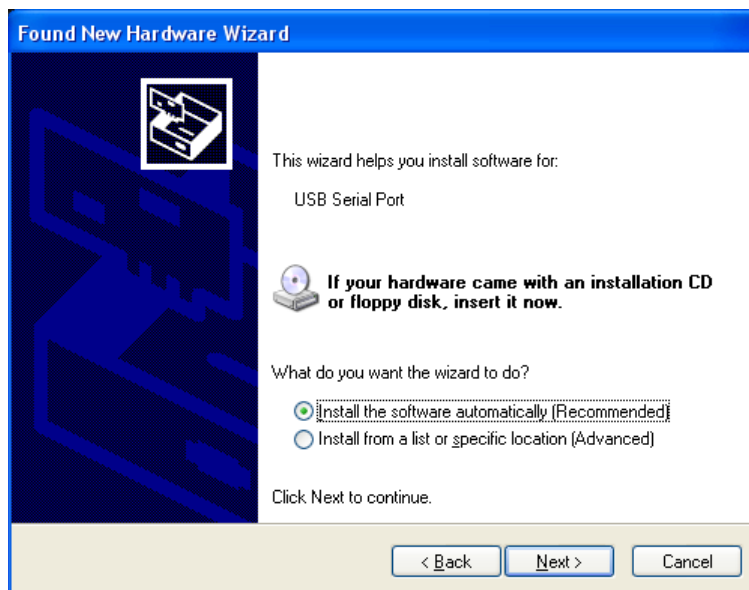 Found New Hardware Wizard
This wizard helps you install software for:
USB Serial Port
If your hardware came with an installation CD
or floppy disk, insert it now.
What do you want the wizard to do?
Install the software automatically (Recommended)
Install from a list or specific location (Advanced)
Click Next to continue.
< Back Next > Cancel